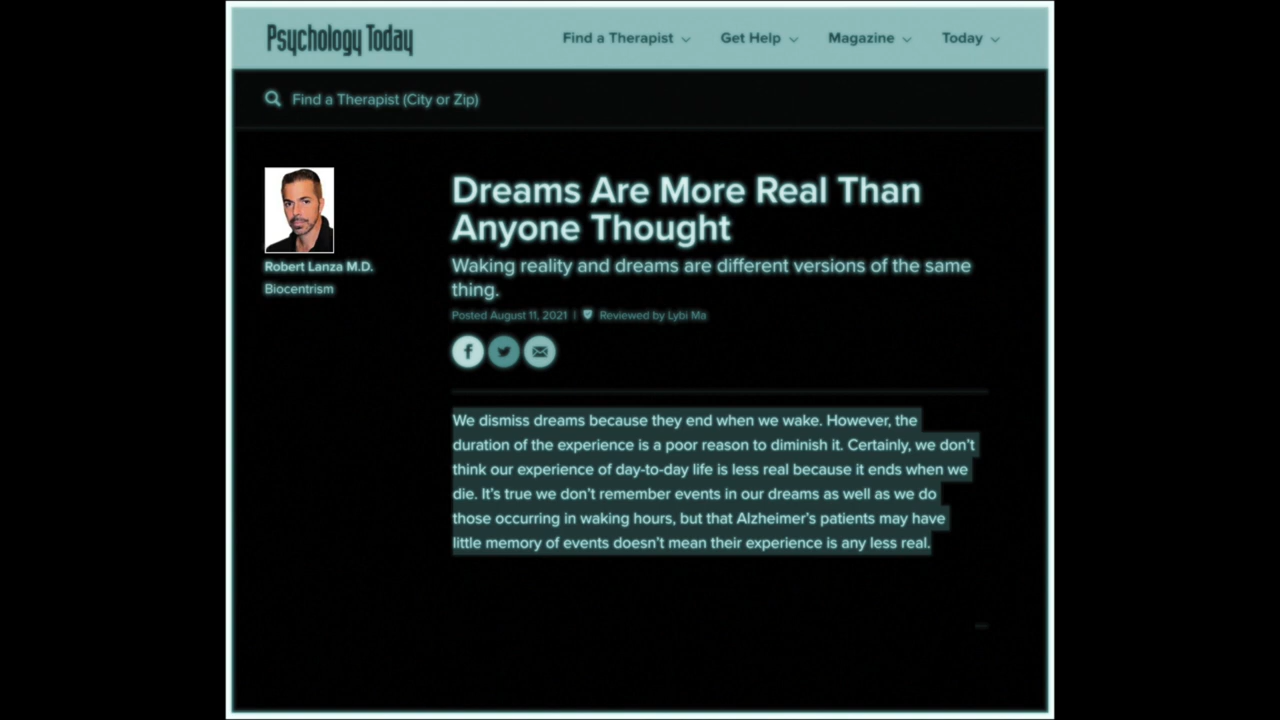 Psychology Today
Find a Therapist
Get Help
Magazine
Today
Find a Therapist (City or Zip)
Robert Lanza M.D.
Biocentrism
Dreams Are More Real Than
Anyone Thought
Waking reality and dreams are different versions of the same
thing.
Posted August 11, 2021 | Reviewed by Lybi Ma
We dismiss dreams because they end when we wake. However, the
duration of the experience is a poor reason to diminish it. Certainly, we don't
think our experience of day-to-day life is less real because it ends when we
die. It's true we don't remember events in our dreams as well as we do
those occurring in waking hours, but that Alzheimer's patients may have
little memory of events doesn't mean their experience is any less real.